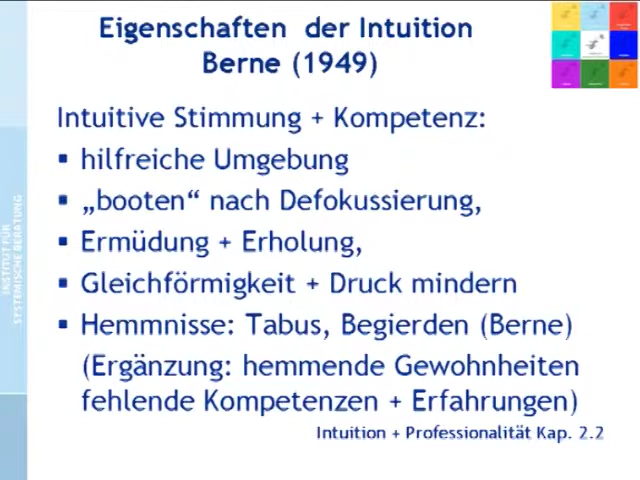 Eigenschaften der Intuition
Berne (1949)
Intuitive Stimmung + Kompetenz:
▪ hilfreiche Umgebung
▪ „booten“ nach Defokussierung,
▪ Ermüdung + Erholung,
▪ Gleichförmigkeit + Druck mindern
▪ Hemmnisse: Tabus, Begierden (Berne)
(Ergänzung: hemmende Gewohnheiten
fehlende Kompetenzen + Erfahrungen)
Intuition + Professionalität Kap. 2.2
INSTITUT FÜR
SYSTEMISCHE BERATUNG